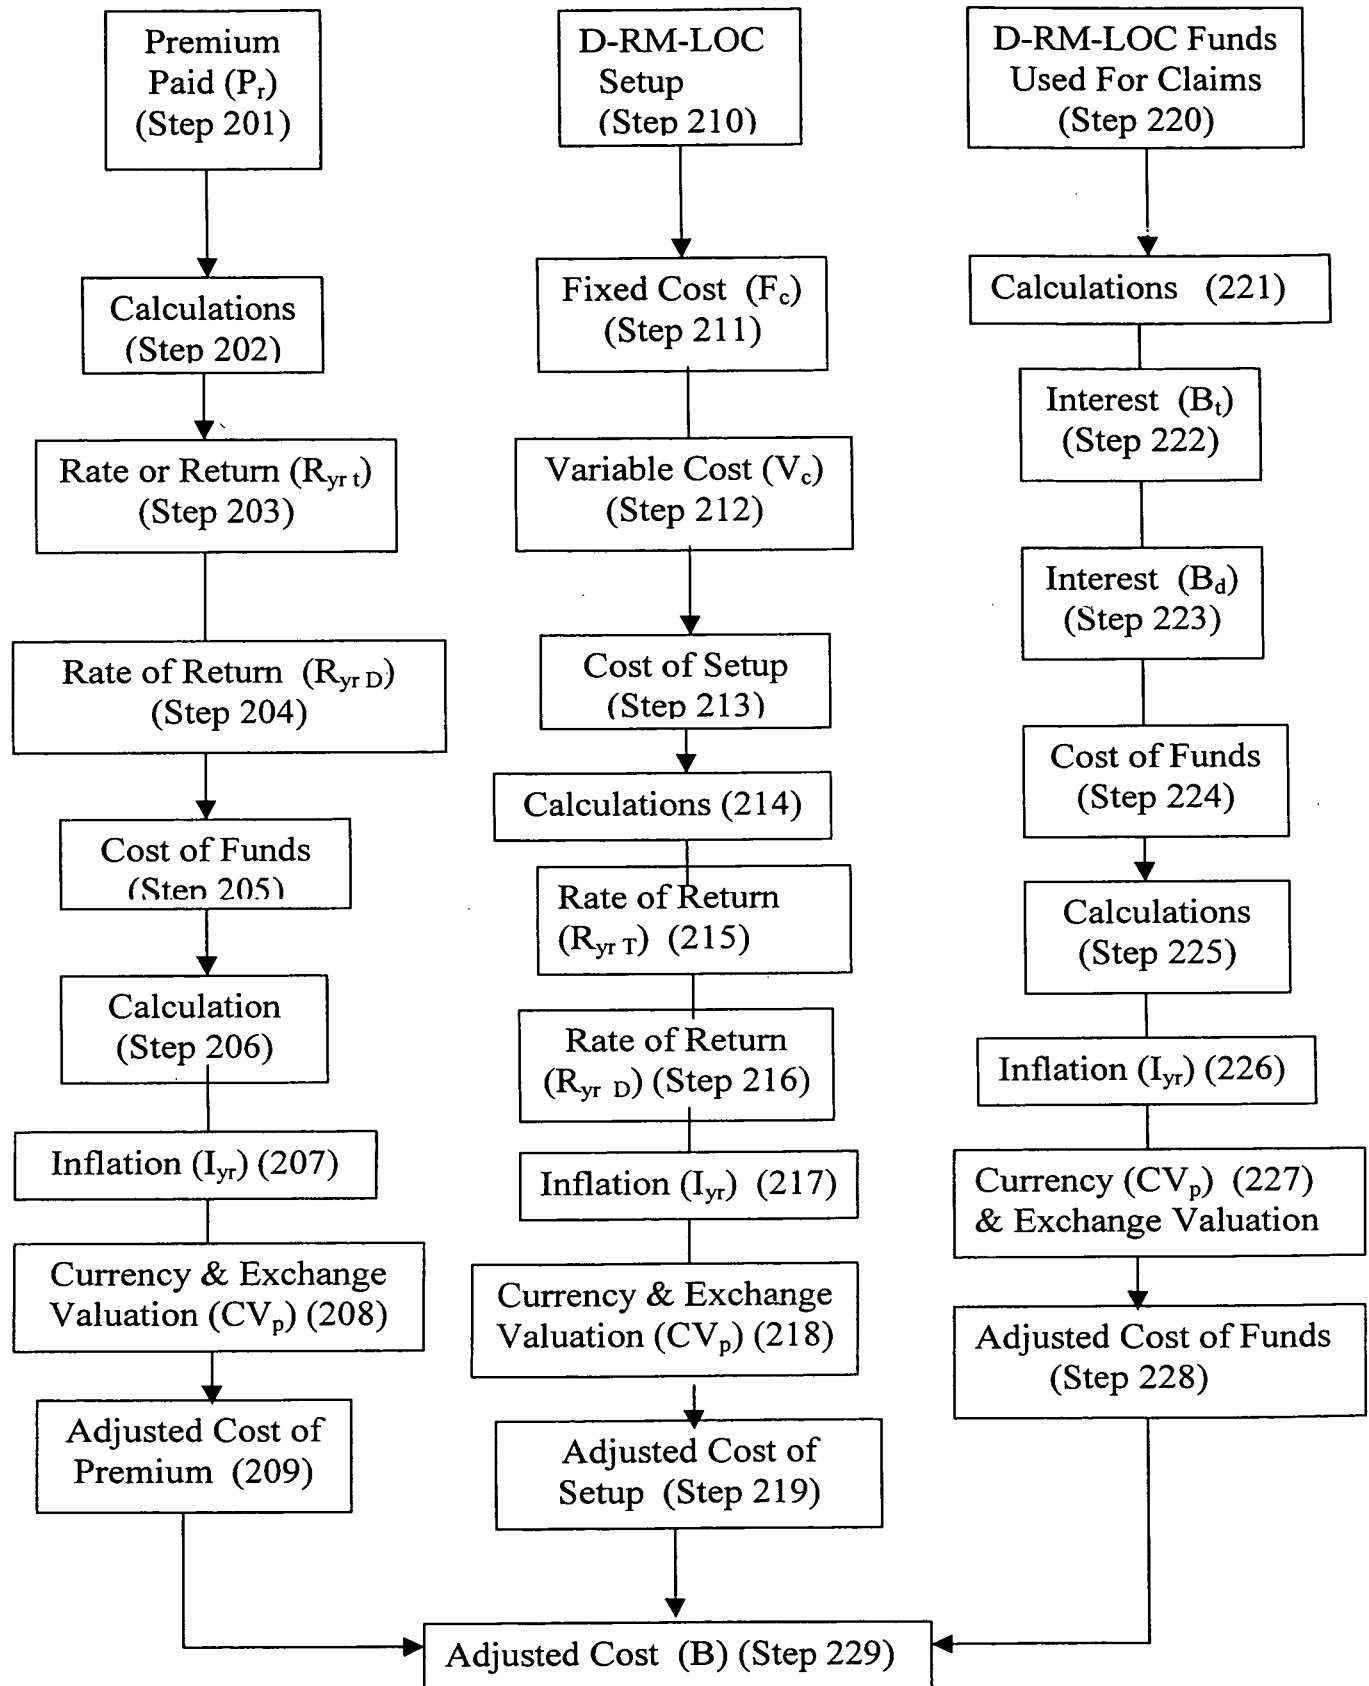 Premium
Paid (Pr)
(Step 201)
Calculations
(Step 202)
Rate or Return (Ryr t)
(Step 203)
Rate of Return (Ryr D)
(Step 204)
Cost of Funds
(Step 205)
Calculation
(Step 206)
Inflation (Iyr) (207)
Currency & Exchange
Valuation (CVp) (208)
Adjusted Cost of
Premium (209)
D-RM-LOC
Setup
(Step 210)
Fixed Cost (Fc)
(Step 211)
Variable Cost (Vc)
(Step 212)
Cost of Setup
(Step 213)
Calculations (214)
Rate of Return
(Ryr T) (215)
Rate of Return
(Ryr D) (Step 216)
Inflation (Iyr) (217)
Currency & Exchange
Valuation (CVp) (218)
Adjusted Cost of
Setup (Step 219)
D-RM-LOC Funds
Used For Claims
(Step 220)
Calculations (221)
Interest (Bt)
(Step 222)
Interest (Bd)
(Step 223)
Cost of Funds
(Step 224)
Calculations
(Step 225)
Inflation (Iyr) (226)
Currency (CVp) (227)
& Exchange Valuation
Adjusted Cost of Funds
(Step 228)
Adjusted Cost (B) (Step 229)